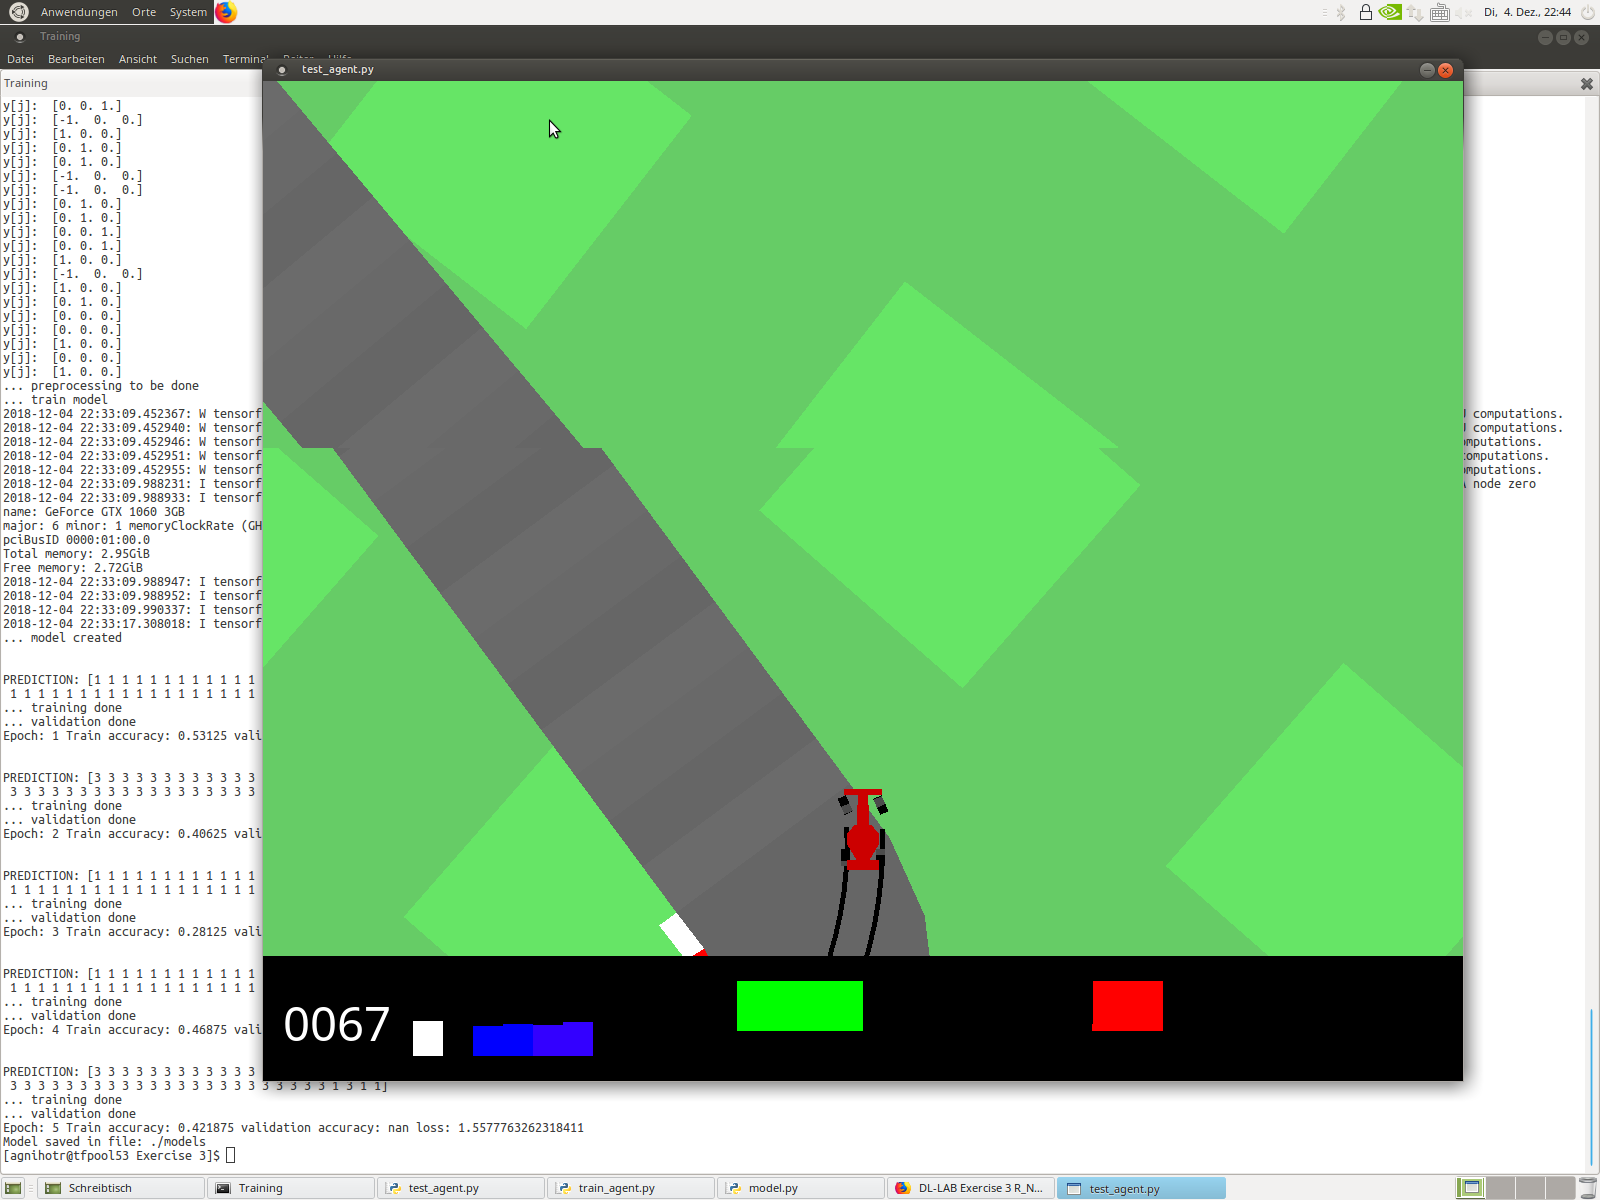 Anwendungen Orte System
Di, 4. Dez., 22:44
Training
Datei Bearbeiten Ansicht Suchen Terminal
test_agent.py
Training
y[j]: [0. 0. 1.]
y[j]: [-1. 0. 0.]
y[j]: [1. 0. 0.]
y[j]: [0. 1. 0.]
y[j]: [0. 1. 0.]
y[j]: [-1. 0. 0.]
y[j]: [-1. 0. 0.]
y[j]: [0. 1. 0.]
y[j]: [0. 1. 0.]
y[j]: [0. 0. 1.]
y[j]: [0. 0. 1.]
y[j]: [1. 0. 0.]
y[j]: [-1. 0. 0.]
y[j]: [1. 0. 0.]
y[j]: [0. 1. 0.]
y[j]: [0. 0. 0.]
y[j]: [0. 0. 0.]
y[j]: [1. 0. 0.]
y[j]: [0. 0. 0.]
y[j]: [1. 0. 0.]
... preprocessing to be done
... train model
2018-12-04 22:33:09.452367: W tensorf computations.
2018-12-04 22:33:09.452940: W tensorf computations.
2018-12-04 22:33:09.452946: W tensorf omputations.
2018-12-04 22:33:09.452951: W tensorf computations.
2018-12-04 22:33:09.452955: W tensorf omputations.
2018-12-04 22:33:09.988231: I tensorf A node zero
2018-12-04 22:33:09.988933: I tensorf
name: GeForce GTX 1060 3GB
major: 6 minor: 1 memoryClockRate (GH
pciBusID 0000:01:00.0
Total memory: 2.95GiB
Free memory: 2.72GiB
2018-12-04 22:33:09.988947: I tensorf
2018-12-04 22:33:09.988952: I tensorf
2018-12-04 22:33:09.990337: I tensorf
2018-12-04 22:33:17.308018: I tensorf
... model created
PREDICTION: [1 1 1 1 1 1 1 1 1 1 1 1
1 1 1 1 1 1 1 1 1 1 1 1 1 1 1 1 1 1
... training done
... validation done
Epoch: 1 Train accuracy: 0.53125 vali
PREDICTION: [3 3 3 3 3 3 3 3 3 3 3 3
3 3 3 3 3 3 3 3 3 3 3 3 3 3 3 3 3 3
... training done
... validation done
Epoch: 2 Train accuracy: 0.40625 vali
PREDICTION: [1 1 1 1 1 1 1 1 1 1 1 1
1 1 1 1 1 1 1 1 1 1 1 1 1 1 1 1 1 1
... training done
... validation done
Epoch: 3 Train accuracy: 0.28125 vali
PREDICTION: [1 1 1 1 1 1 1 1 1 1 1 1
1 1 1 1 1 1 1 1 1 1 1 1 1 1 1 1 1 1
... training done
... validation done
Epoch: 4 Train accuracy: 0.46875 vali
PREDICTION: [3 3 3 3 3 3 3 3 3 3 3 3
3 3 3 3 3 3 3 3 3 3 3 3 3 3 3 3 3 3 3 3 3 3 3 1 3 1 1]
... training done
... validation done
Epoch: 5 Train accuracy: 0.421875 validation accuracy: nan loss: 1.5577763262318411
Model saved in file: ./models
[agnihotr@tfpool53 Exercise 3]$
0067
Schreibtisch
Training
test_agent.py
train_agent.py
model.py
DL-LAB Exercise 3 R_N...
test_agent.py